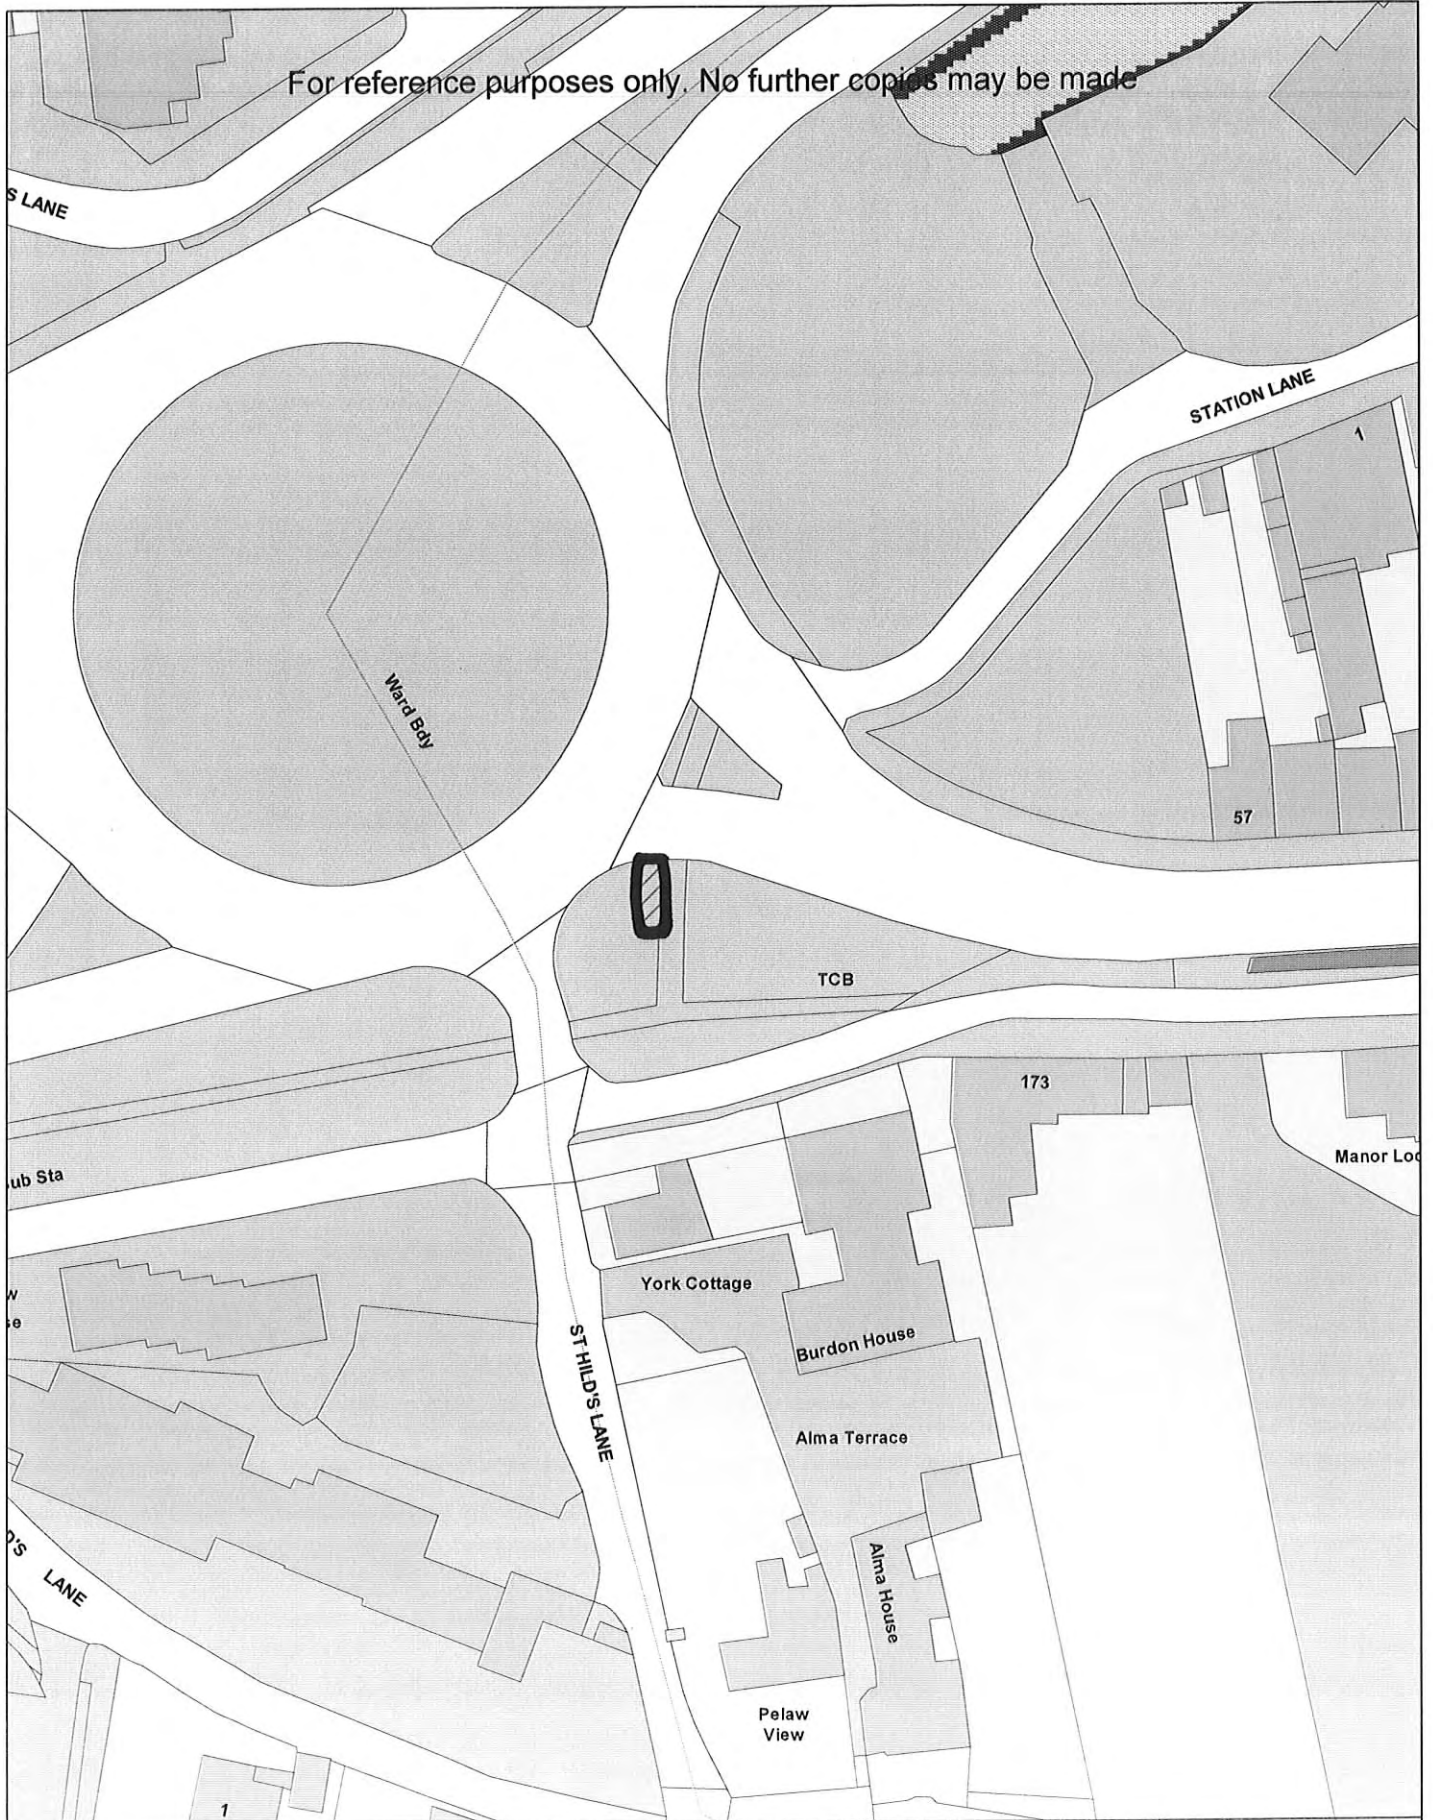 For reference purposes only. No further copies may be made
S LANE
STATION LANE
1
Ward Bdy
57
TCB
173
Manor Loc
ub Sta
York Cottage
Burdon House
ST HILD'S LANE
Alma Terrace
Alma House
D'S LANE
Pelaw
View
1